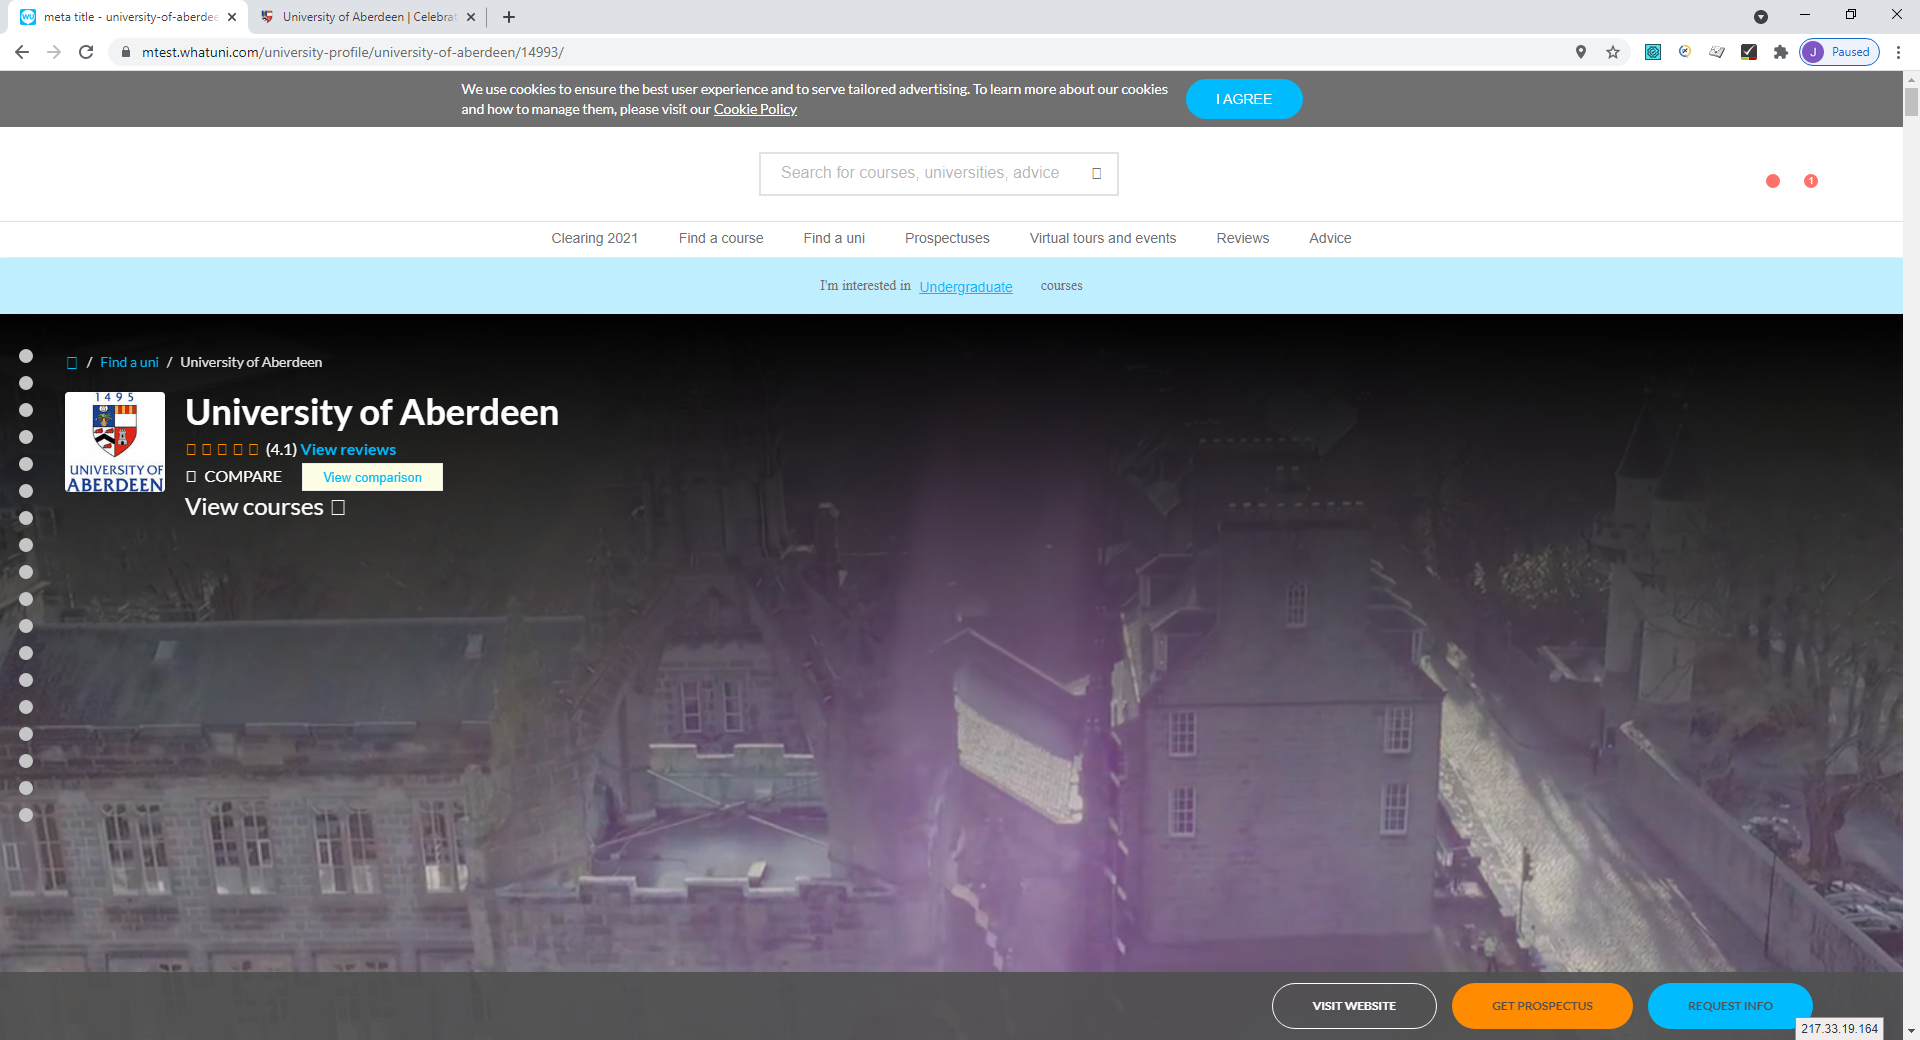 meta title - university-of-aberdee
University of Aberdeen | Celebrat
mtest.whatuni.com/university-profile/university-of-aberdeen/14993/
J Paused
We use cookies to ensure the best user experience and to serve tailored advertising. To learn more about our cookies
and how to manage them, please visit our Cookie Policy
I AGREE
Search for courses, universities, advice
1
Clearing 2021 Find a course Find a uni Prospectuses Virtual tours and events Reviews Advice
I'm interested in Undergraduate courses
/ Find a uni / University of Aberdeen
1495
UNIVERSITY OF
ABERDEEN
University of Aberdeen
(4.1) View reviews
COMPARE View comparison
View courses
VISIT WEBSITE GET PROSPECTUS REQUEST INFO
217.33.19.164